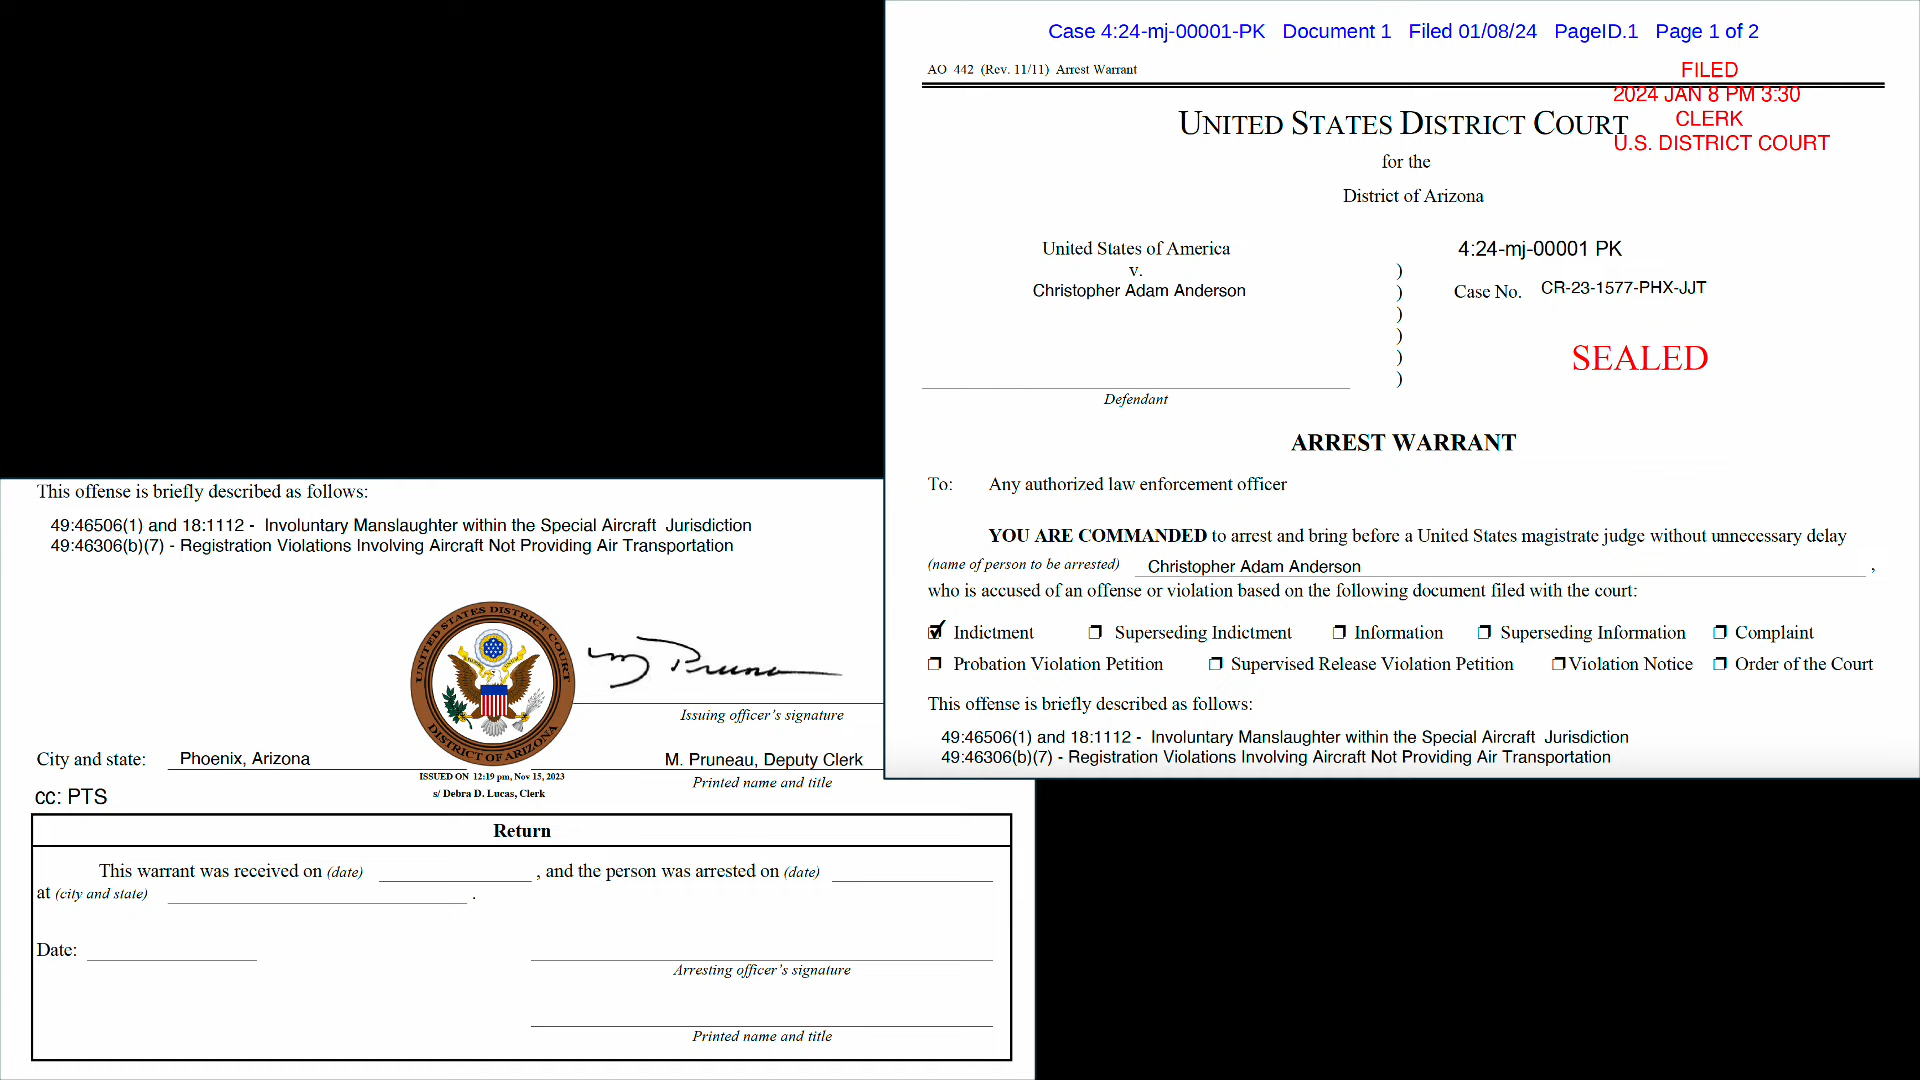 Case 4:24-mj-00001-PK Document 1 Filed 01/08/24 PageID.1 Page 1 of 2
AO 442 (Rev. 11/11) Arrest Warrant
FILED
2024 JAN 8 PM 3:30
CLERK
U.S. DISTRICT COURT
UNITED STATES DISTRICT COURT
for the
District of Arizona
United States of America
v.
Christopher Adam Anderson
Defendant
)
)
)
)
)
)
4:24-mj-00001 PK
Case No. CR-23-1577-PHX-JJT
SEALED
ARREST WARRANT
To: Any authorized law enforcement officer
YOU ARE COMMANDED to arrest and bring before a United States magistrate judge without unnecessary delay
(name of person to be arrested) Christopher Adam Anderson ,
who is accused of an offense or violation based on the following document filed with the court:
Indictment Superseding Indictment Information Superseding Information Complaint
Probation Violation Petition Supervised Release Violation Petition Violation Notice Order of the Court
This offense is briefly described as follows:
49:46506(1) and 18:1112 - Involuntary Manslaughter within the Special Aircraft Jurisdiction
49:46306(b)(7) - Registration Violations Involving Aircraft Not Providing Air Transportation
This offense is briefly described as follows:
49:46506(1) and 18:1112 - Involuntary Manslaughter within the Special Aircraft Jurisdiction
49:46306(b)(7) - Registration Violations Involving Aircraft Not Providing Air Transportation
UNITED STATES DISTRICT COURT
DISTRICT OF ARIZONA
Issuing officer's signature
City and state: Phoenix, Arizona
M. Pruneau, Deputy Clerk
ISSUED ON 12:19 pm, Nov 15, 2023
s/ Debra D. Lucas, Clerk
Printed name and title
cc: PTS
Return
This warrant was received on (date) , and the person was arrested on (date)
at (city and state) .
Date:
Arresting officer's signature
Printed name and title